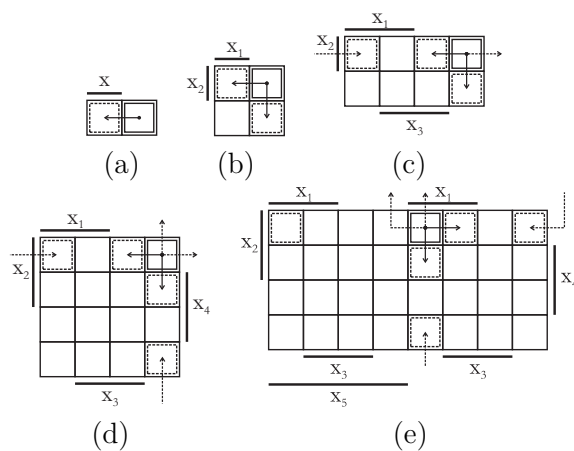 x₁
x₁
x₂
x₂
x
x₃
(a)
(b)
(c)
x₁
x₁
x₁
x₂
x₂
x₄
x₃
x₃
x₃
x₅
(d)
(e)